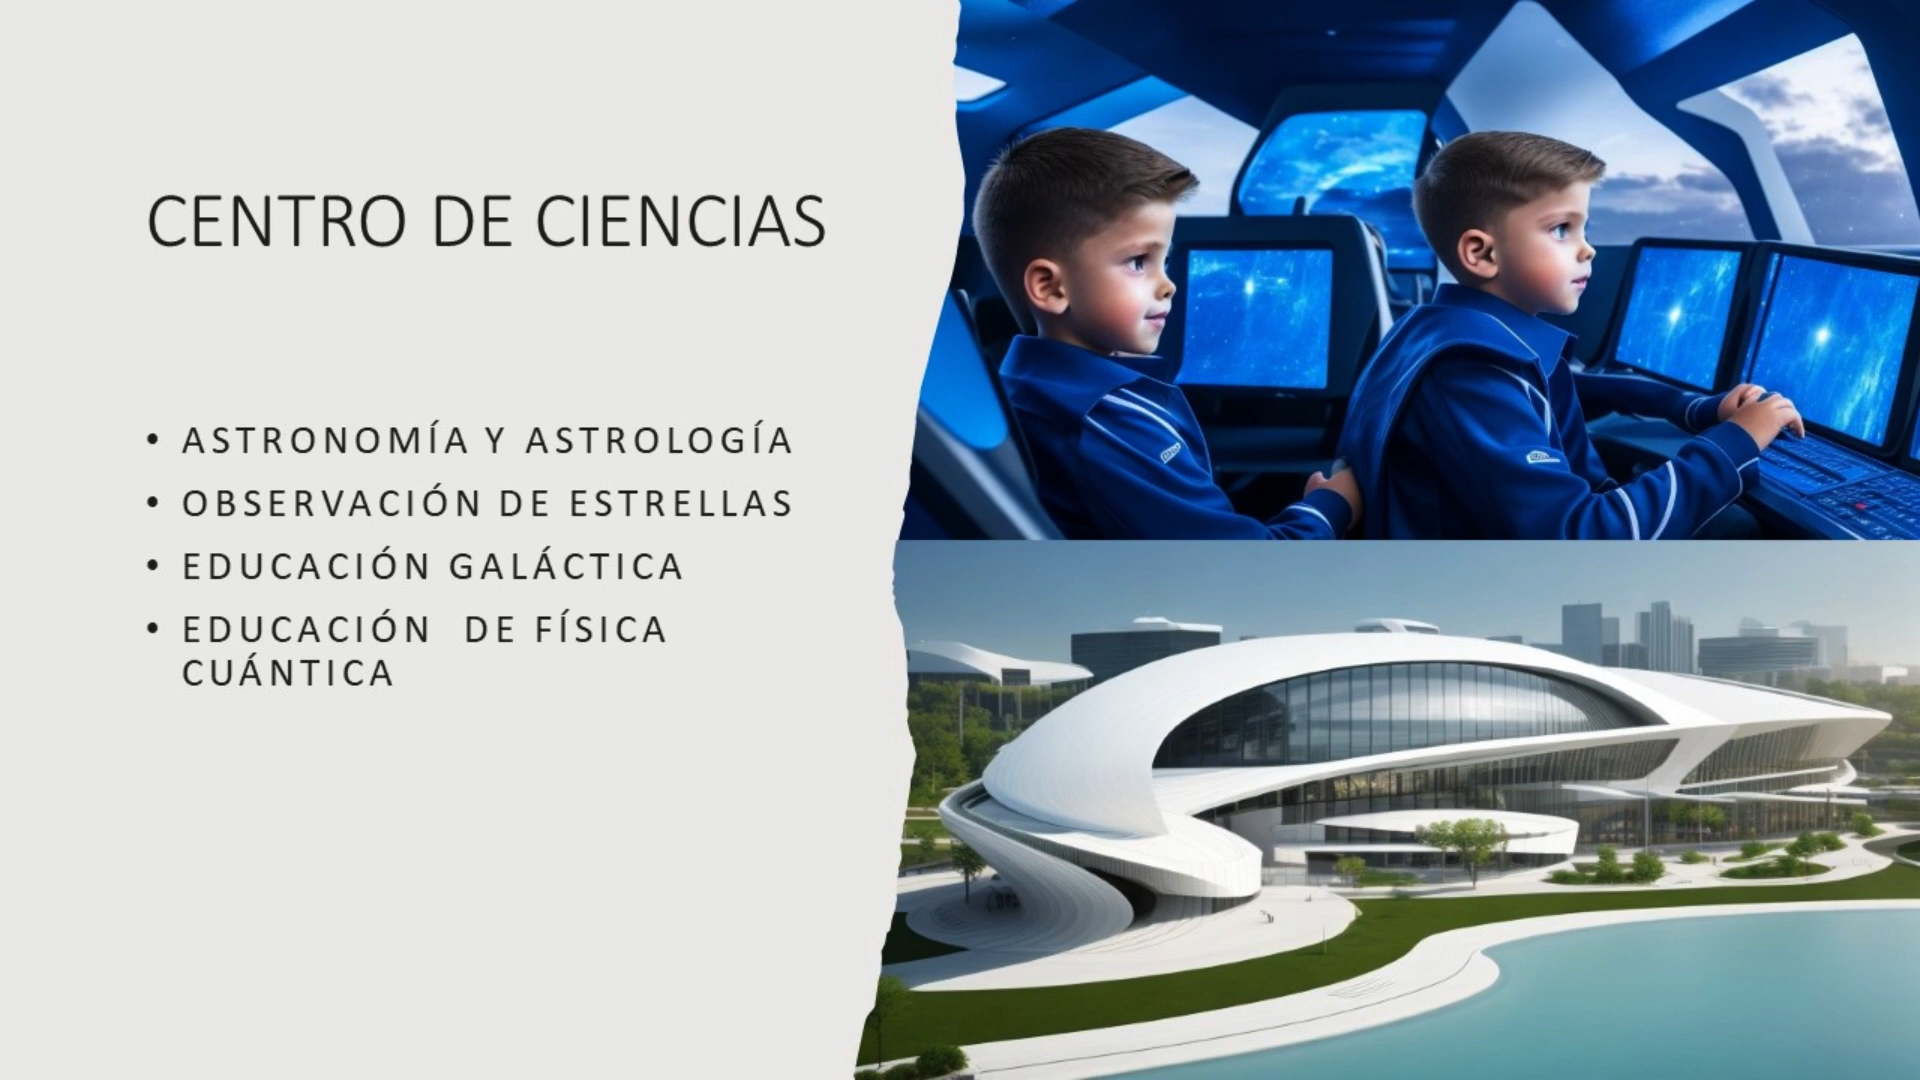 CENTRO DE CIENCIAS
• ASTRONOMÍA Y ASTROLOGÍA
• OBSERVACIÓN DE ESTRELLAS
• EDUCACIÓN GALÁCTICA
• EDUCACIÓN  DE FÍSICA
CUÁNTICA